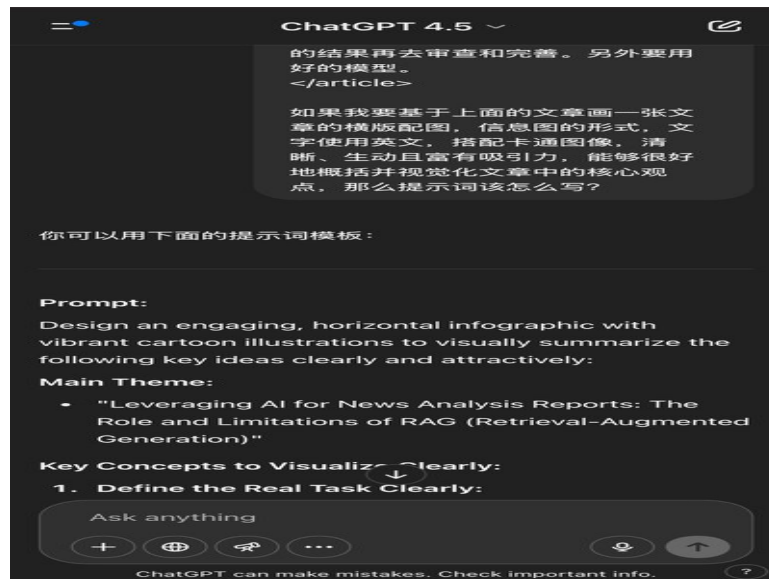 ChatGPT 4.5
的结果再去审查和完善。另外要用
好的模型。
</article>
如果我要基于上面的文章画一张文
章的横版配图，信息图的形式，文
字使用英文，搭配卡通图像，清
晰、生动且富有吸引力，能够很好
地概括并视觉化文章中的核心观
点，那么提示词该怎么写？
你可以用下面的提示词模板：
Prompt:
Design an engaging, horizontal infographic with
vibrant cartoon illustrations to visually summarize the
following key ideas clearly and attractively:
Main Theme:
• "Leveraging AI for News Analysis Reports: The
Role and Limitations of RAG (Retrieval-Augmented
Generation)"
Key Concepts to Visualize Clearly:
1. Define the Real Task Clearly:
Ask anything
ChatGPT can make mistakes. Check important info.
?